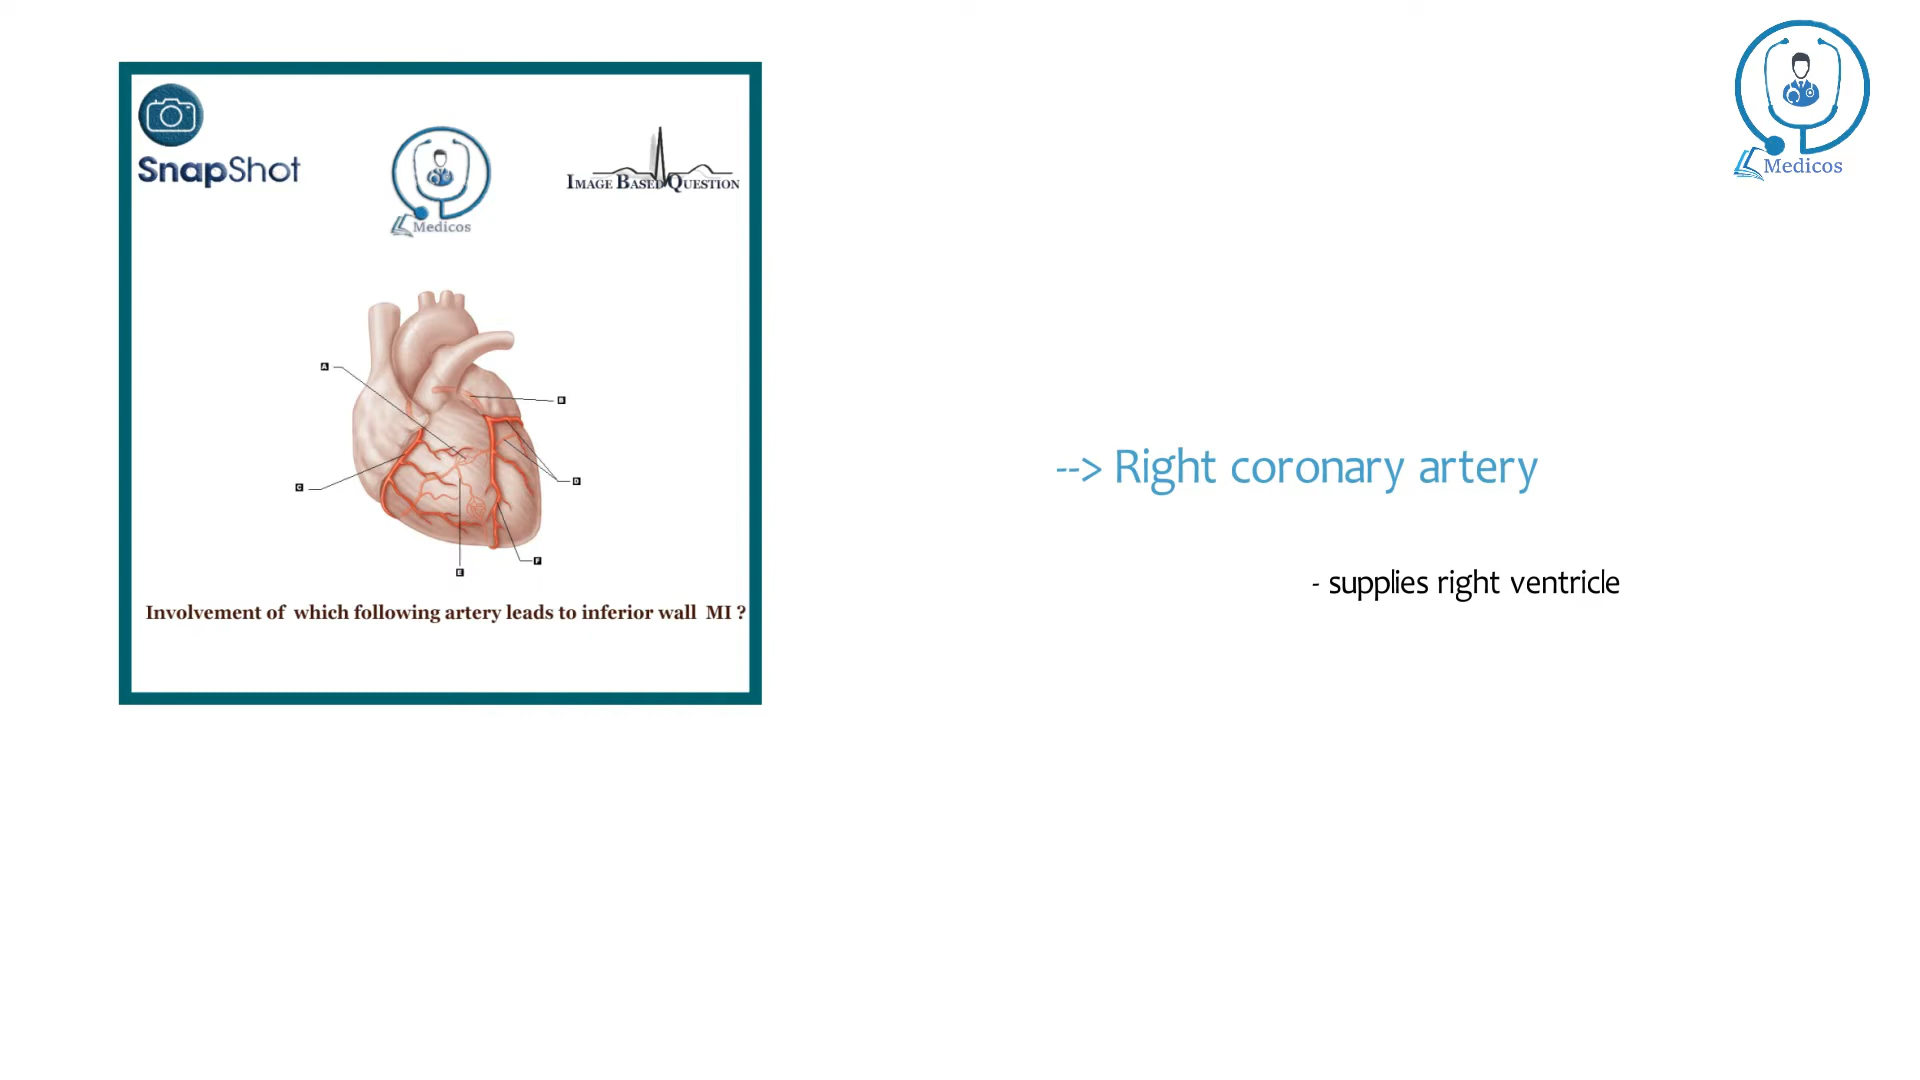 SnapShot
Medicos
IMAGE BASED QUESTION
A
B
C
D
E
F
Involvement of which following artery leads to inferior wall MI ?
Medicos
--> Right coronary artery
- supplies right ventricle